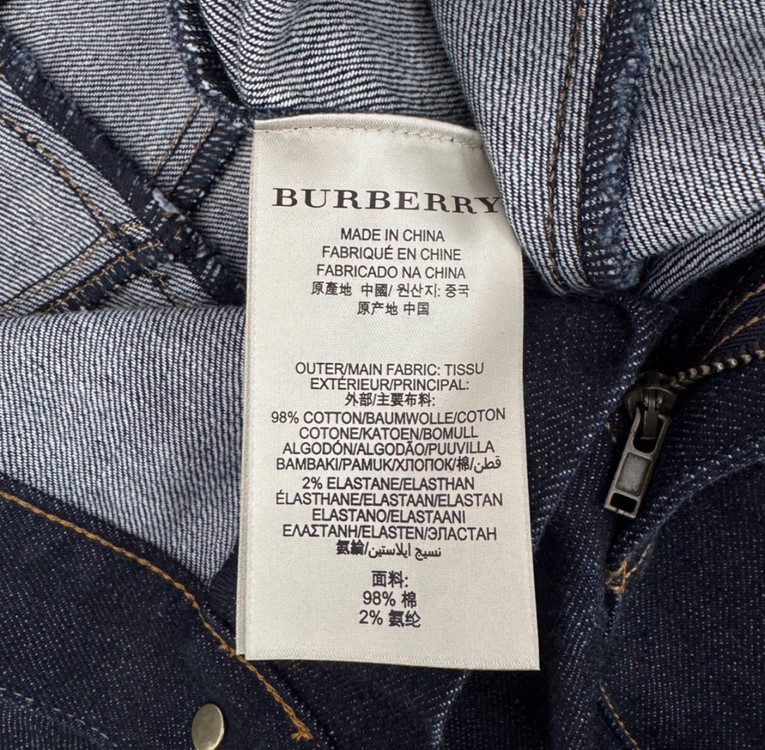 BURBERRY
MADE IN CHINA
FABRIQUÉ EN CHINE
FABRICADO NA CHINA
原產地 中國/ 원산지: 중국
原产地 中国
OUTER/MAIN FABRIC: TISSU
EXTÉRIEUR/PRINCIPAL:
外部/主要布料:
98% COTTON/BAUMWOLLE/COTON
COTONE/KATOEN/BOMULL
ALGODÓN/ALGODÃO/PUUVILLA
BAMBAKI/PAMUK/ХЛОПОК/棉/قطن
2% ELASTANE/ELASTHAN
ÉLASTHANE/ELASTAAN/ELASTAN
ELASTANO/ELASTAANI
ΕΛΑΣΤΑΝΗ/ELASTEN/ЭЛАСТАН
氨綸/نسيج ايلاستين
面料:
98% 棉
2% 氨纶